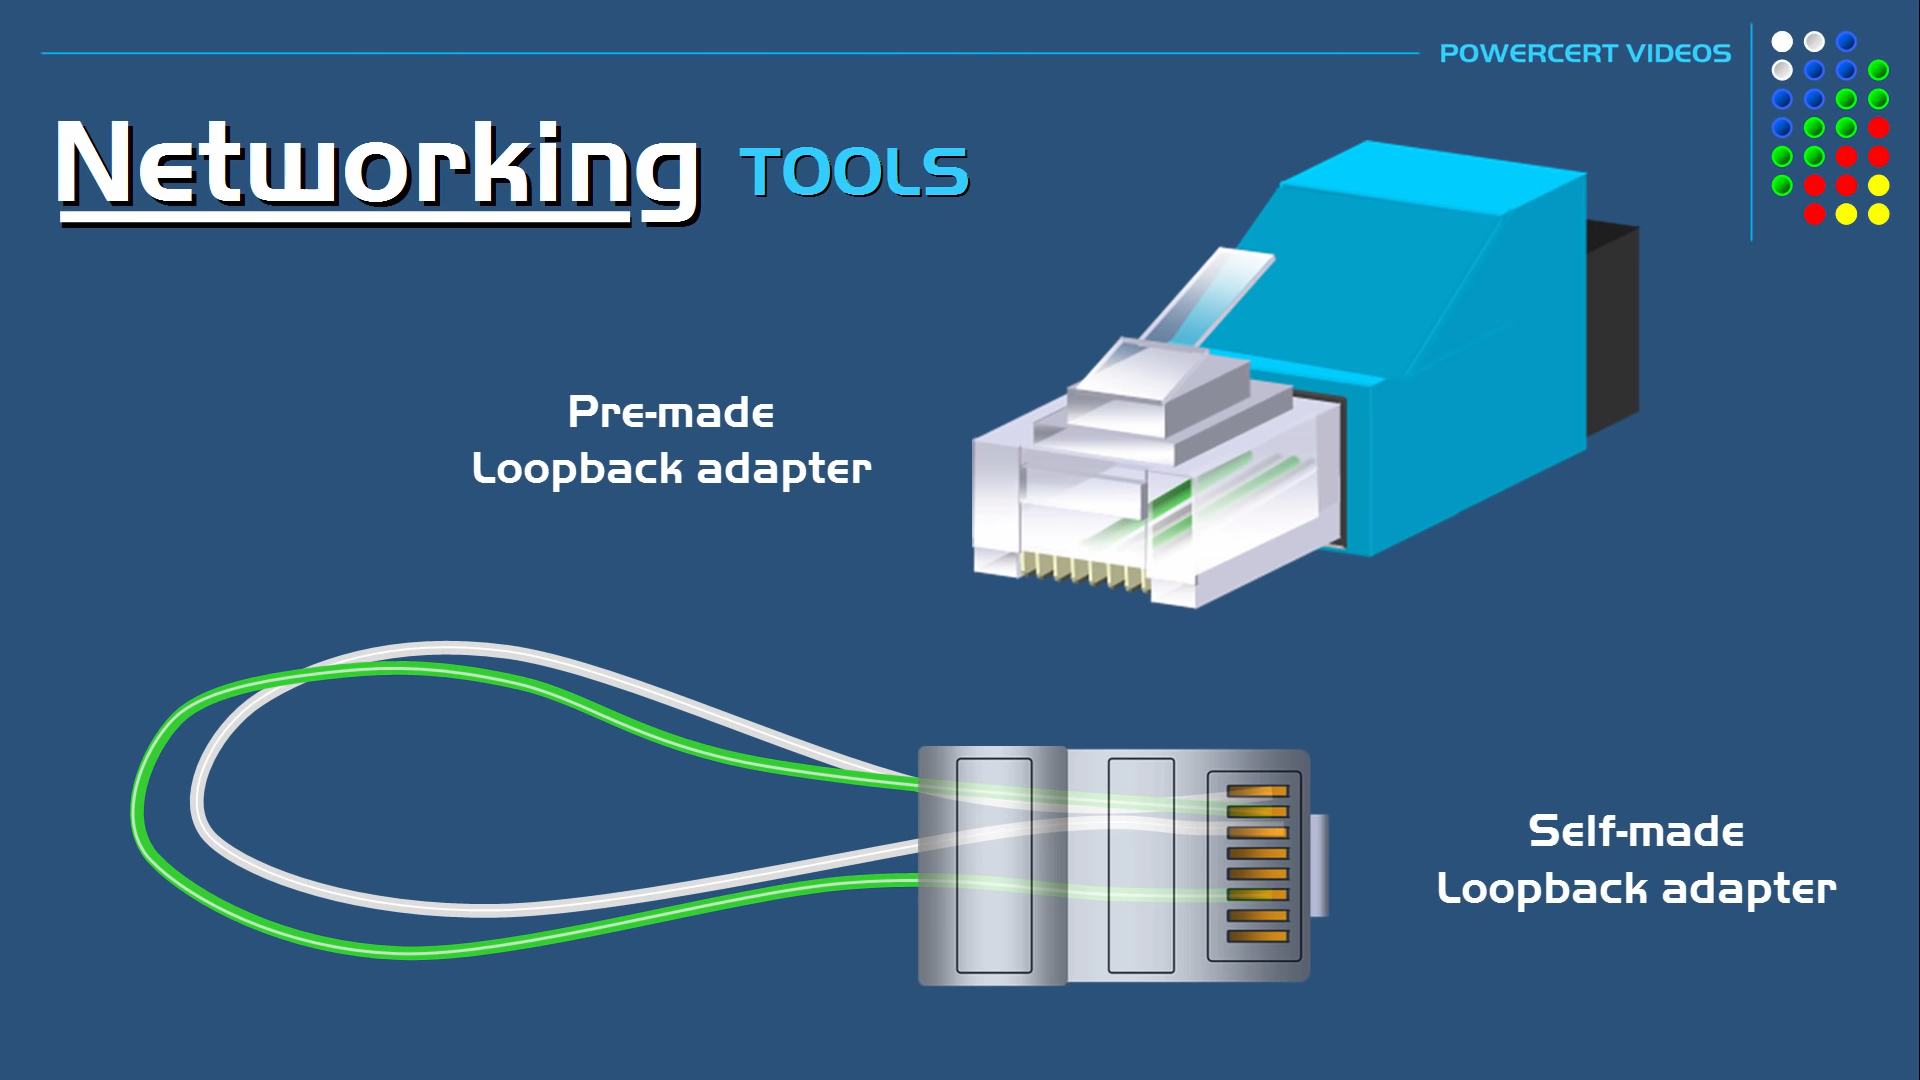 POWERCERT VIDEOS
Networking TOOLS
Pre-made
Loopback adapter
Self-made
Loopback adapter